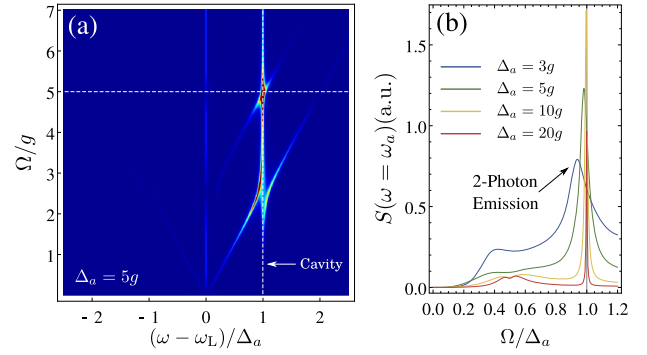 (a)
7
6
5
4
3
2
1
Ω/g
Δₐ = 5g
Cavity
-2 -1 0 1 2
(ω − ω_L)/Δₐ
(b)
Δₐ = 3g
Δₐ = 5g
Δₐ = 10g
Δₐ = 20g
2-Photon
Emission
S(ω = ωₐ)(a.u.)
1.5
1.0
0.5
0.0
0.0 0.2 0.4 0.6 0.8 1.0 1.2
Ω/Δₐ